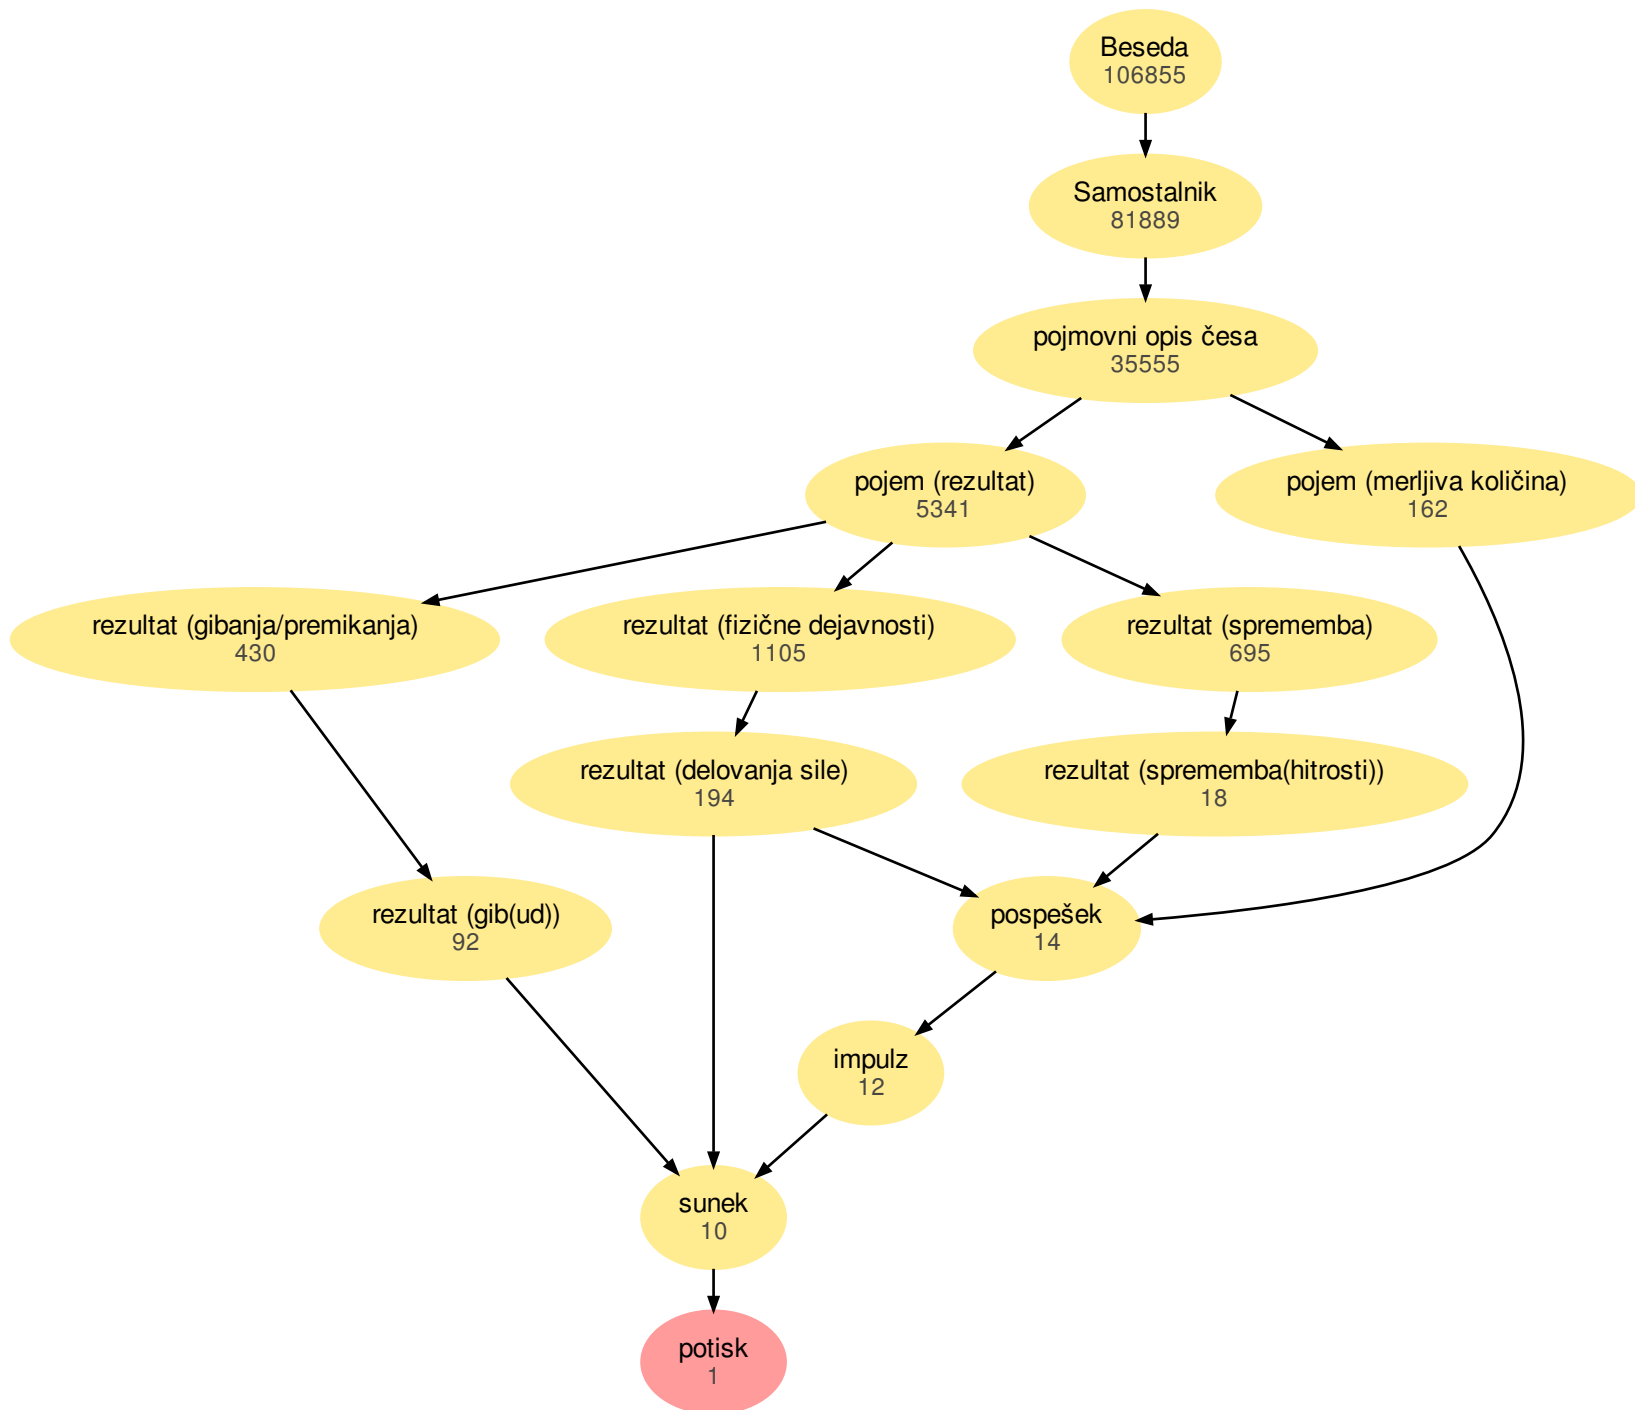 Beseda
106855
Samostalnik
81889
pojmovni opis česa
35555
pojem (rezultat)
5341
pojem (merljiva količina)
162
rezultat (gibanja/premikanja)
430
rezultat (fizične dejavnosti)
1105
rezultat (sprememba)
695
rezultat (delovanja sile)
194
rezultat (sprememba(hitrosti))
18
rezultat (gib(ud))
92
pospešek
14
impulz
12
sunek
10
potisk
1